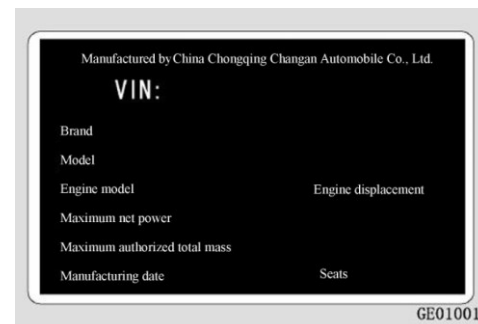 Manufactured by China Chongqing Changan Automobile Co., Ltd.
VIN:
Brand
Model
Engine model Engine displacement
Maximum net power
Maximum authorized total mass
Manufacturing date Seats
GE01001